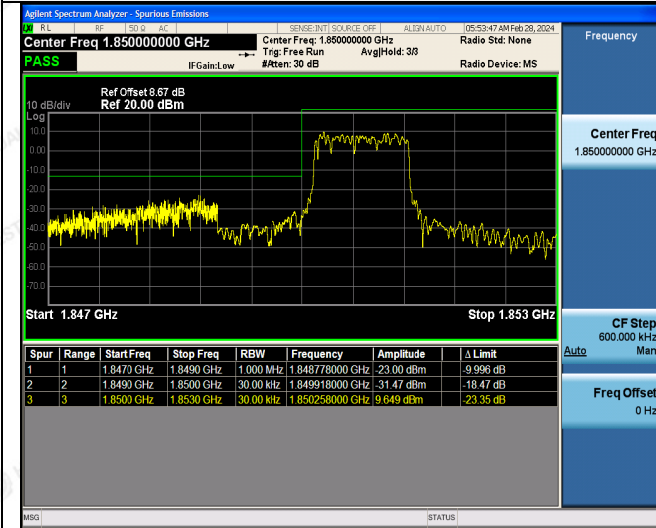 Agilent Spectrum Analyzer - Spurious Emissions
RL RF 50 Ω AC SENSE:INT SOURCE OFF ALIGN AUTO 05:53:47 AM Feb 28, 2024
Center Freq 1.850000000 GHz
Center Freq: 1.850000000 GHz
Radio Std: None
Trig: Free Run Avg|Hold: 3/3
PASS
IFGain:Low
#Atten: 30 dB
Radio Device: MS
Ref Offset 8.67 dB
10 dB/div Ref 20.00 dBm
Log
10.0
0.00
-10.0
-20.0
-30.0
-40.0
-50.0
-60.0
-70.0
Start 1.847 GHz Stop 1.853 GHz
Spur Range Start Freq Stop Freq RBW Frequency Amplitude Δ Limit
1 1 1.8470 GHz 1.8490 GHz 1.000 MHz 1.848778000 GHz -23.00 dBm -9.996 dB
2 2 1.8490 GHz 1.8500 GHz 30.00 kHz 1.849918000 GHz -31.47 dBm -18.47 dB
3 3 1.8500 GHz 1.8530 GHz 30.00 kHz 1.850258000 GHz 9.649 dBm -23.35 dB
MSG STATUS
Frequency
Center Freq
1.850000000 GHz
CF Step
600.000 kHz
Auto Man
Freq Offset
0 Hz